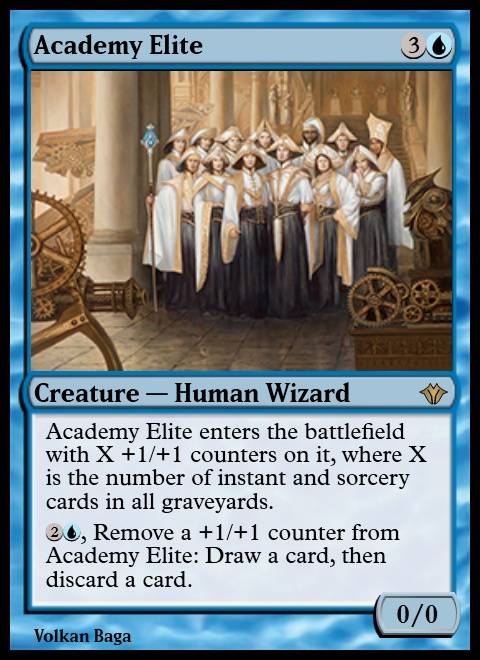 Academy Elite 3
Creature — Human Wizard
Academy Elite enters the battlefield
with X +1/+1 counters on it, where X
is the number of instant and sorcery
cards in all graveyards.
2, Remove a +1/+1 counter from
Academy Elite: Draw a card, then
discard a card.
0/0
Volkan Baga